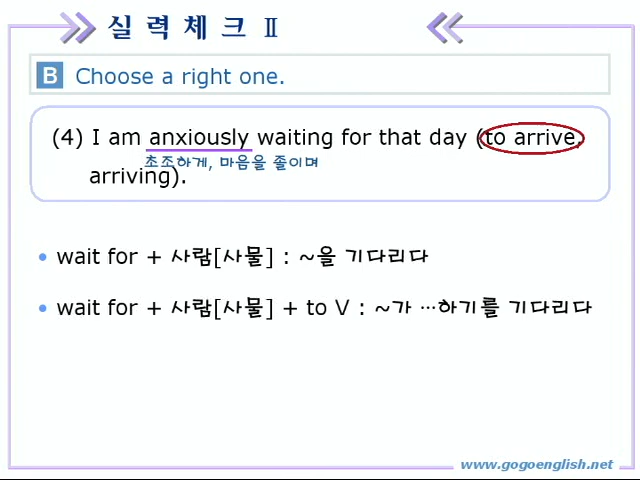 실력체크 Ⅱ
B Choose a right one.
(4) I am anxiously waiting for that day (to arrive,
초조하게, 마음을 졸이며
arriving).
• wait for + 사람[사물] : ~을 기다리다
• wait for + 사람[사물] + to V : ~가 …하기를 기다리다
www.gogoenglish.net